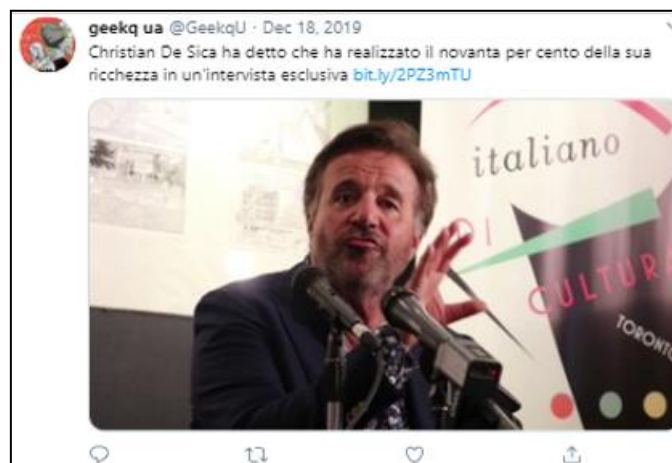 geekq ua @GeekqU · Dec 18, 2019
Christian De Sica ha detto che ha realizzato il novanta per cento della sua
ricchezza in un'intervista esclusiva bit.ly/2PZ3mTU
italiano
DI
CULTURA
TORONTO